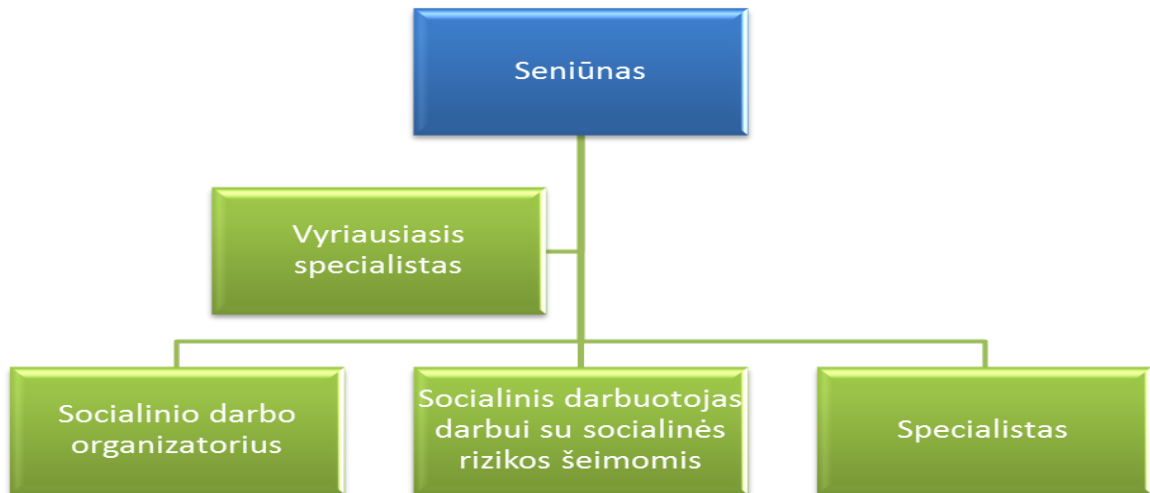 Seniūnas
Vyriausiasis
specialistas
Socialinio darbo
organizatorius
Socialinis darbuotojas
darbui su socialinės
rizikos šeimomis
Specialistas